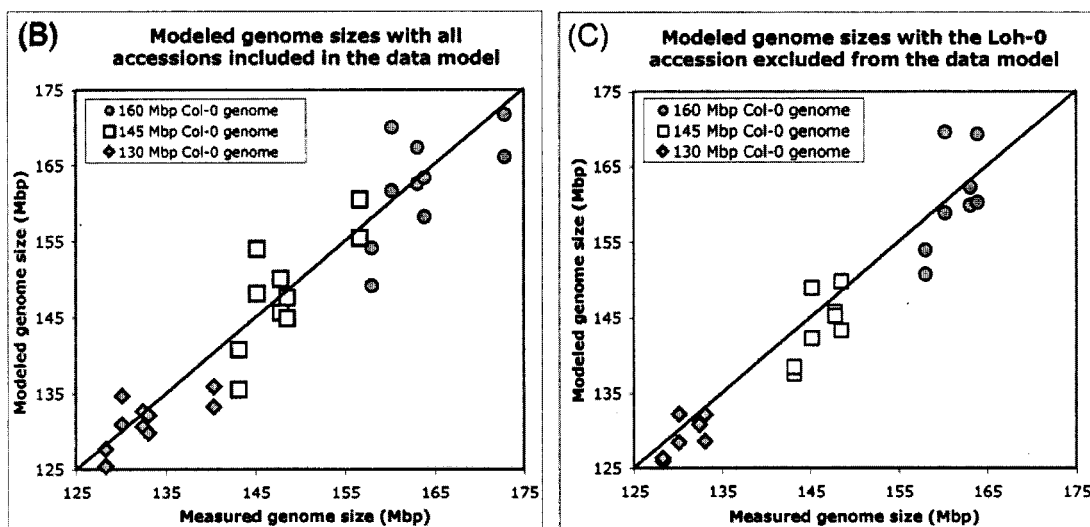 (B)
Modeled genome sizes with all
accessions included in the data model
175
165
155
145
135
125
Modeled genome size (Mbp)
160 Mbp Col-0 genome
145 Mbp Col-0 genome
130 Mbp Col-0 genome
125
135
145
155
165
175
Measured genome size (Mbp)
(C)
Modeled genome sizes with the Loh-0
accession excluded from the data model
175
165
155
145
135
125
Modeled genome size (Mbp)
160 Mbp Col-0 genome
145 Mbp Col-0 genome
130 Mbp Col-0 genome
125
135
145
155
165
175
Measured genome size (Mbp)